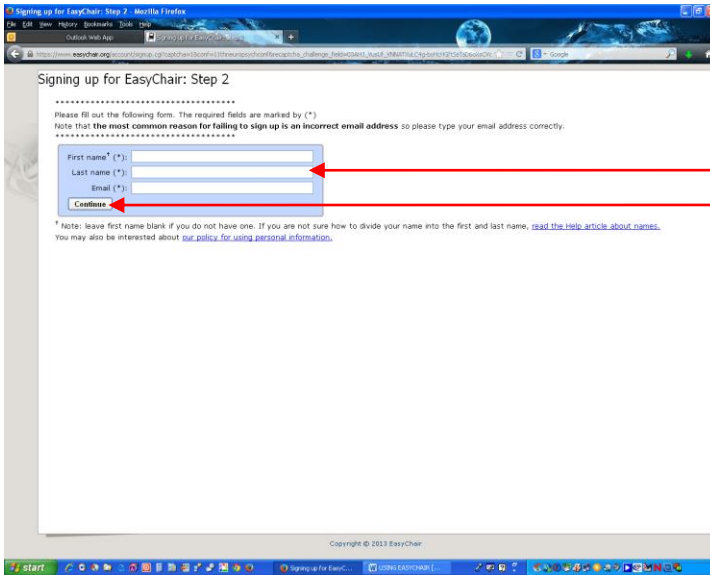 Signing up for EasyChair: Step 2 - Mozilla Firefox
File Edit View History Bookmarks Tools Help
Outlook Web App
Google
Signing up for EasyChair: Step 2
************************************
Please fill out the following form. The required fields are marked by (*)
Note that the most common reason for failing to sign up is an incorrect email address so please type your email address correctly.
************************************
First name† (*):
Last name (*):
Email (*):
Continue
† Note: leave first name blank if you do not have one. If you are not sure how to divide your name into the first and last name, read the Help article about names.
You may also be interested about our policy for using personal information.
Copyright © 2013 EasyChair
start
Signing up for EasyC...
USING EASYCHAIR [...